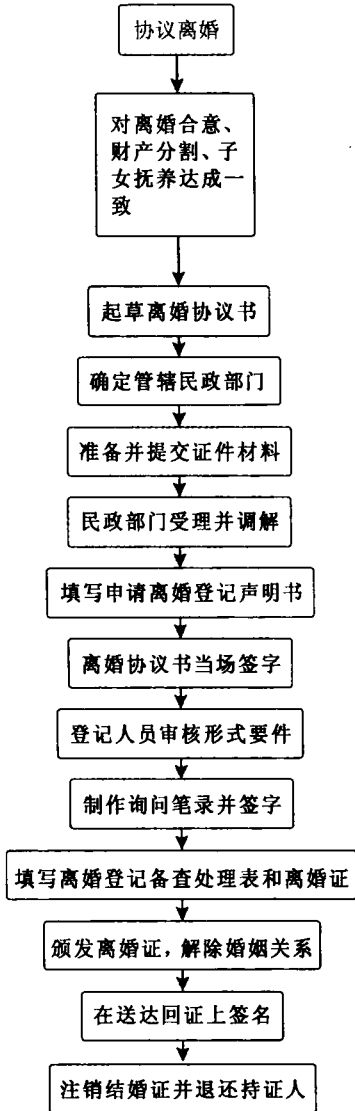 协议离婚
对离婚合意、
财产分割、子
女抚养达成一
致
起草离婚协议书
确定管辖民政部门
准备并提交证件材料
民政部门受理并调解
填写申请离婚登记声明书
离婚协议书当场签字
登记人员审核形式要件
制作询问笔录并签字
填写离婚登记备查处理表和离婚证
颁发离婚证,解除婚姻关系
在送达回证上签名
注销结婚证并退还持证人